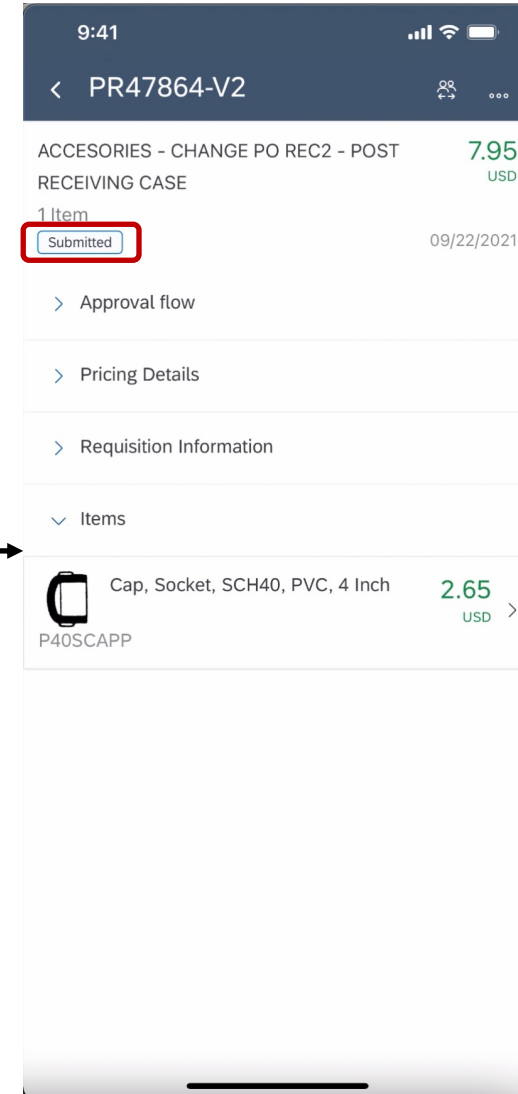 9:41
PR47864-V2
ACCESORIES - CHANGE PO REC2 - POST
RECEIVING CASE
7.95
USD
1 Item
Submitted
09/22/2021
Approval flow
Pricing Details
Requisition Information
Items
Cap, Socket, SCH40, PVC, 4 Inch
2.65
USD
P40SCAPP